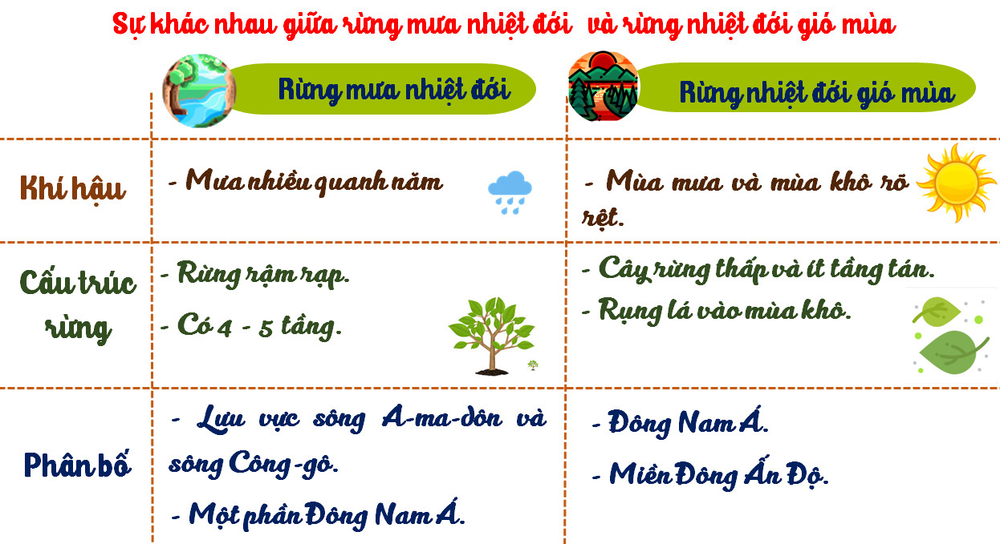 Sự khác nhau giữa rừng mưa nhiệt đới và rừng nhiệt đới gió mùa
Rừng mưa nhiệt đới
Rừng nhiệt đới gió mùa
Khí hậu
- Mưa nhiều quanh năm
- Mùa mưa và mùa khô rõ
rệt.
Cấu trúc
rừng
- Rừng rậm rạp.
- Có 4 - 5 tầng.
- Cây rừng thấp và ít tầng tán.
- Rụng lá vào mùa khô.
Phân bố
- Lưu vực sông A-ma-dôn và
sông Công-gô.
- Một phần Đông Nam Á.
- Đông Nam Á.
- Miền Đông Ấn Độ.